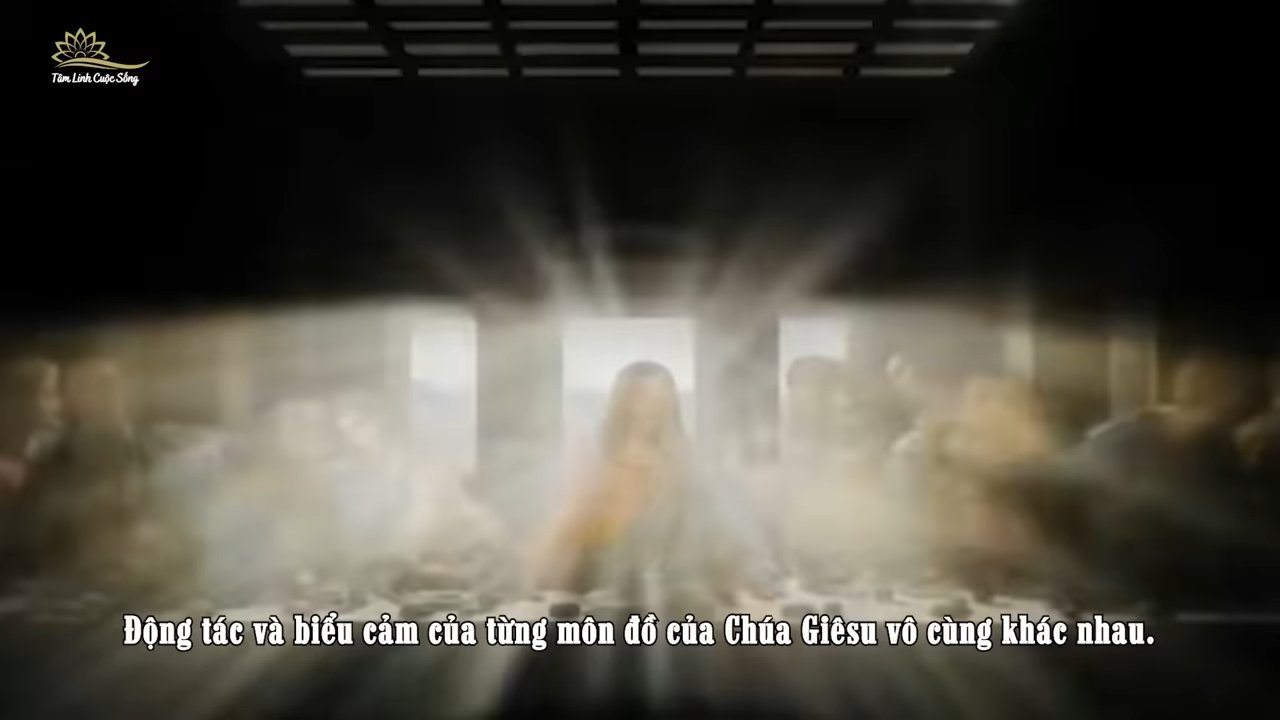 Tâm Linh Cuộc Sống
Động tác và biểu cảm của từng môn đồ của Chúa Giêsu vô cùng khác nhau.